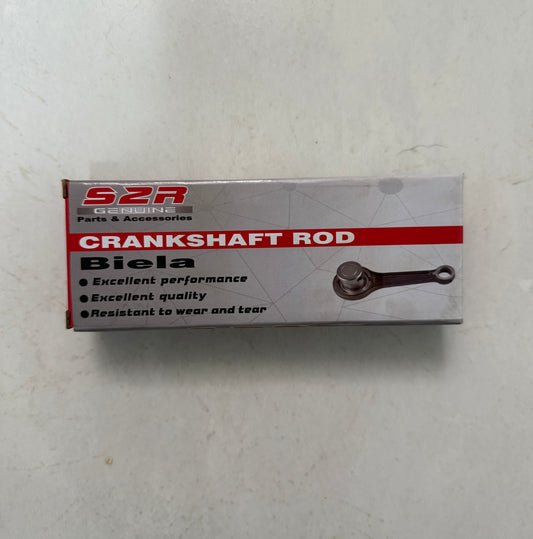 S2R
GENUINE
Parts & Accessories
CRANKSHAFT ROD
Biela
Excellent performance
Excellent quality
Resistant to wear and tear